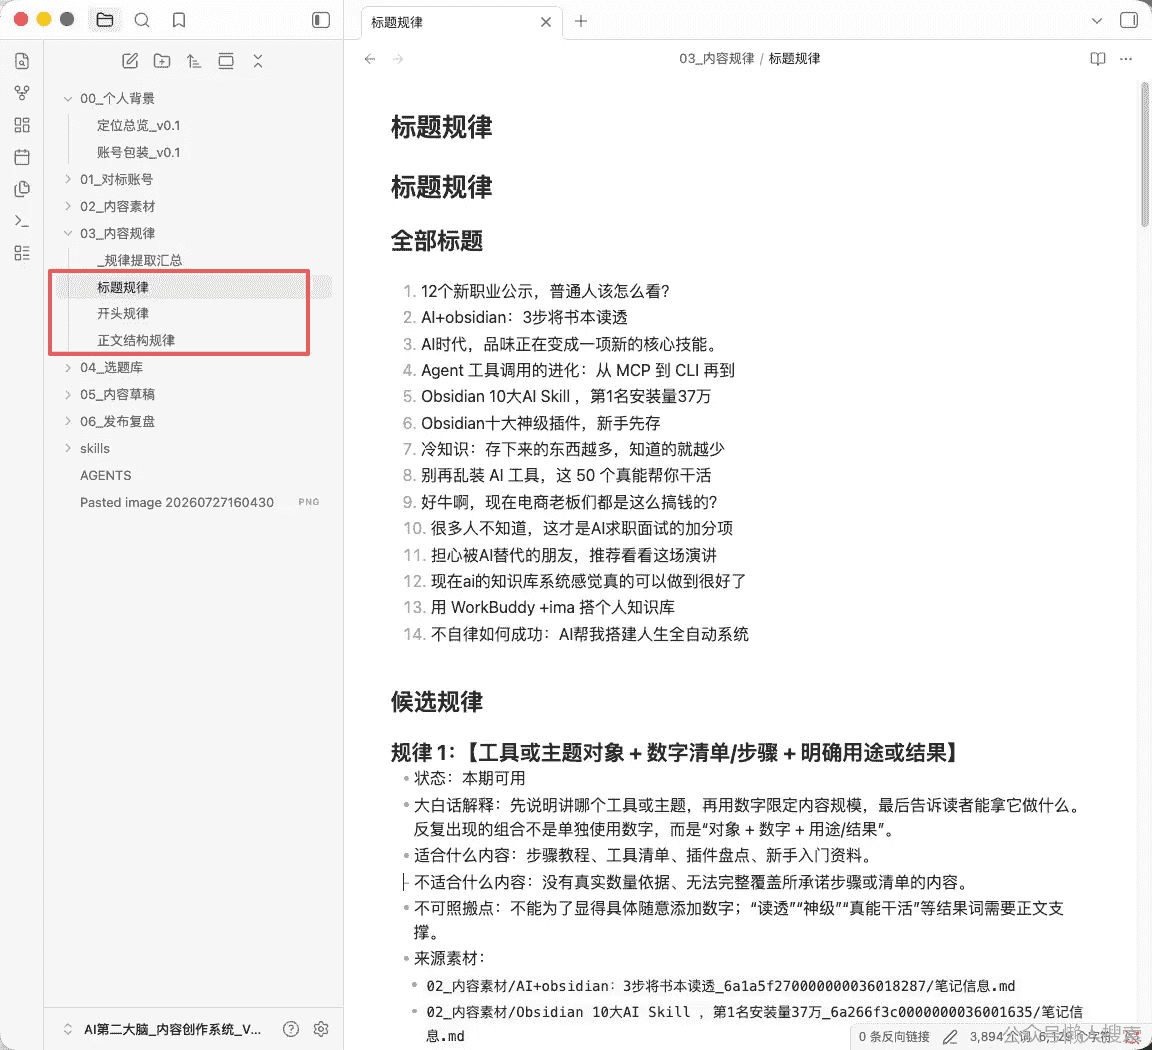 标题规律
03_内容规律 / 标题规律
00_个人背景
定位总览_v0.1
账号包装_v0.1
01_对标账号
02_内容素材
03_内容规律
_规律提取汇总
标题规律
开头规律
正文结构规律
04_选题库
05_内容草稿
06_发布复盘
skills
AGENTS
Pasted image 20260727160430 PNG
AI第二大脑_内容创作系统_V...
标题规律
标题规律
全部标题
1. 12个新职业公示，普通人该怎么看？
2. AI+obsidian：3步将书本读透
3. AI时代，品味正在变成一项新的核心技能。
4. Agent 工具调用的进化：从 MCP 到 CLI 再到
5. Obsidian 10大AI Skill ，第1名安装量37万
6. Obsidian十大神级插件，新手先存
7. 冷知识：存下来的东西越多，知道的就越少
8. 别再乱装 AI 工具，这 50 个真能帮你干活
9. 好牛啊，现在电商老板们都是这么搞钱的？
10. 很多人不知道，这才是AI求职面试的加分项
11. 担心被AI替代的朋友，推荐看看这场演讲
12. 现在ai的知识库系统感觉真的可以做到很好了
13. 用 WorkBuddy +ima 搭个人知识库
14. 不自律如何成功：AI帮我搭建人生全自动系统
候选规律
规律 1：【工具或主题对象 + 数字清单/步骤 + 明确用途或结果】
状态：本期可用
大白话解释：先说明讲哪个工具或主题，再用数字限定内容规模，最后告诉读者能拿它做什么。
反复出现的组合不是单独使用数字，而是“对象 + 数字 + 用途/结果”。
适合什么内容：步骤教程、工具清单、插件盘点、新手入门资料。
不适合什么内容：没有真实数量依据、无法完整覆盖所承诺步骤或清单的内容。
不可照搬点：不能为了显得具体随意添加数字；“读透”“神级”“真能干活”等结果词需要正文支
撑。
来源素材：
02_内容素材/AI+obsidian：3步将书本读透_6a1a5f270000000036018287/笔记信息.md
02_内容素材/Obsidian 10大AI Skill ，第1名安装量37万_6a266f3c0000000036001635/笔记信
息.md
0 条反向链接 3,894个词
公众号懒人搜索